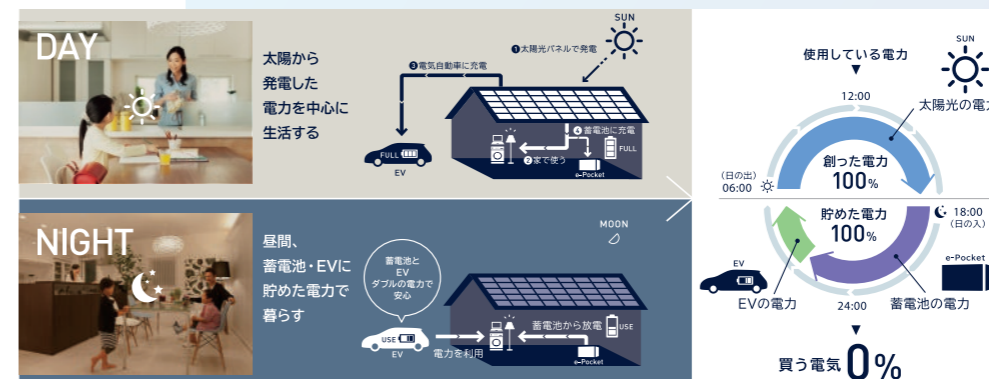 DAY
太陽から
発電した
電力を中心に
生活する
SUN
❶太陽光パネルで発電
❸電気自動車に充電
❹蓄電池に充電
FULL
❷家で使う
e-Pocket
FULL
EV
NIGHT
昼間、
蓄電池・EVに
貯めた電力で
暮らす
MOON
蓄電池と
EV
ダブルの電力で
安心
USE
EV
電力を利用
蓄電池から放電
USE
e-Pocket
使用している電力
▼
SUN
12:00
太陽光の電力
創った電力
100%
(日の出)
06:00
貯めた電力
100%
18:00
(日の入)
EV
EVの電力
24:00
e-Pocket
蓄電池の電力
▼
買う電気0%